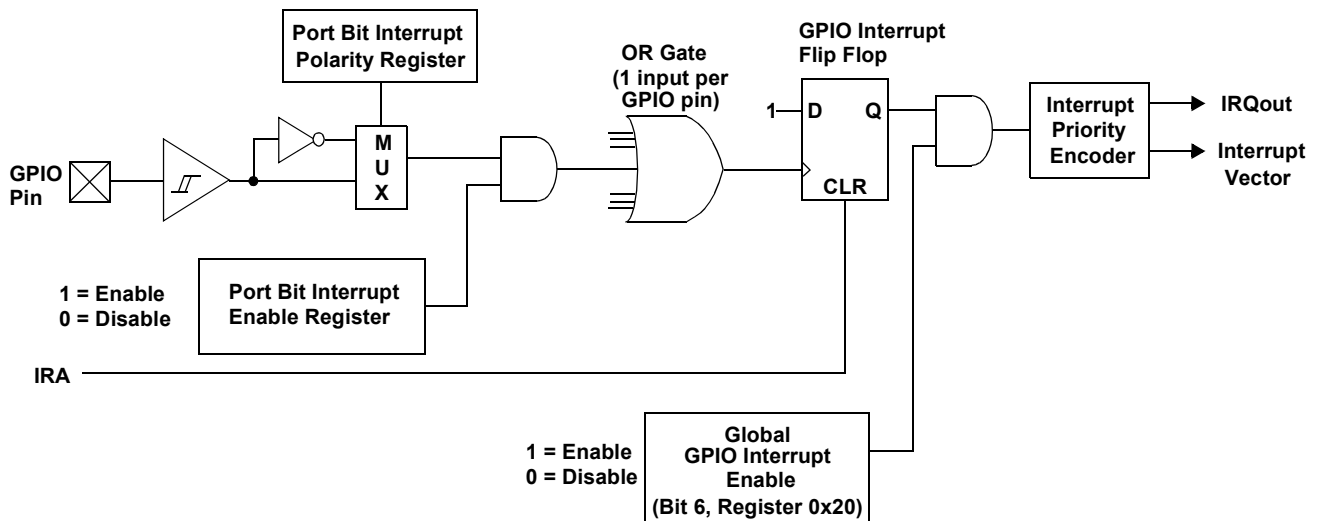 Port Bit Interrupt
Polarity Register
OR Gate
(1 input per
GPIO pin)
GPIO Interrupt
Flip Flop
GPIO
Pin
M
U
X
1
D
Q
CLR
Interrupt
Priority
Encoder
IRQout
Interrupt
Vector
1 = Enable
0 = Disable
Port Bit Interrupt
Enable Register
IRA
1 = Enable
0 = Disable
Global
GPIO Interrupt
Enable
(Bit 6, Register 0x20)